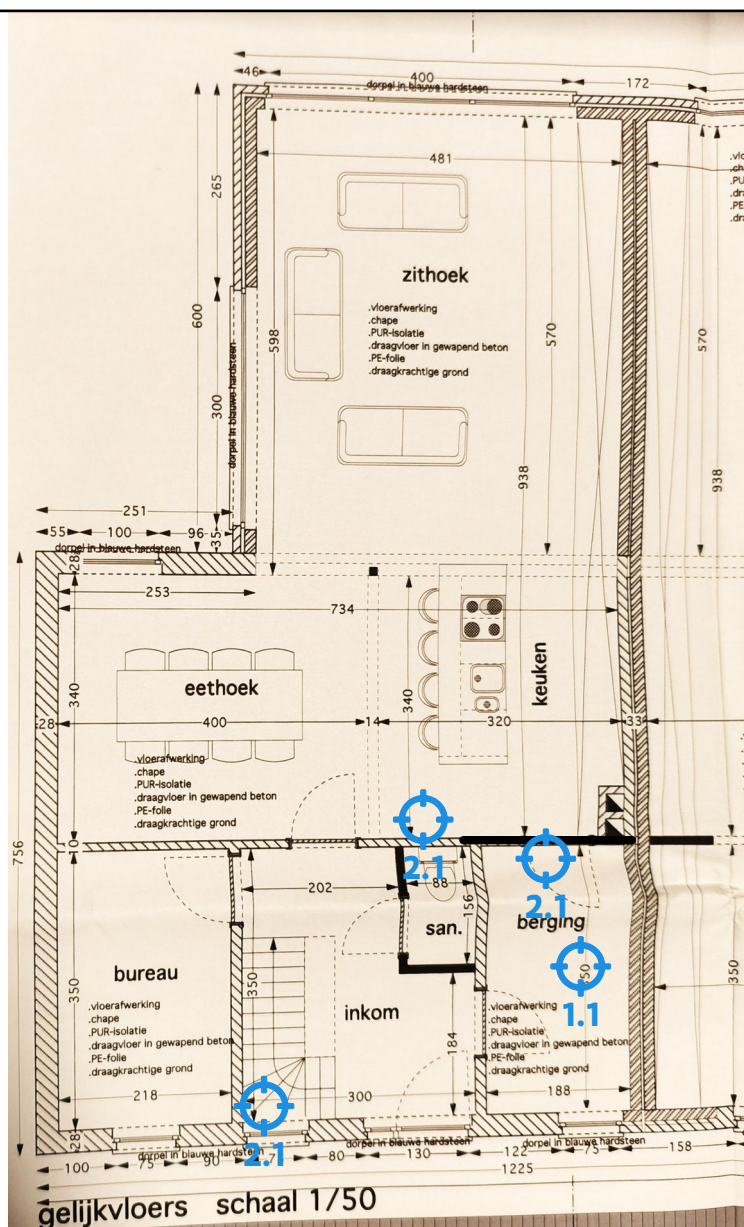 46
400
172
dorpel in blauwe hardsteen
481
265
zithoek
.vloerafwerking
.chape
.PUR-isolatie
.draagvloer in gewapend beton
.PE-folie
.draagkrachtige grond
600
598
570
570
300
dorpel in blauwe hardsteen
938
938
251
55
100
96
35
dorpel in blauwe hardsteen
28
253
734
340
eethoek
keuken
340
28
400
14
320
33
.vloerafwerking
.chape
.PUR-isolatie
.draagvloer in gewapend beton
.PE-folie
.draagkrachtige grond
756
10
2.1
202
88
2.1
156
san.
berging
350
bureau
350
inkom
1.1
350
.vloerafwerking
.chape
.PUR-isolatie
.draagvloer in gewapend beton
.PE-folie
.draagkrachtige grond
.vloerafwerking
.chape
.PUR-isolatie
.draagvloer in gewapend beton
.PE-folie
.draagkrachtige grond
184
218
300
188
28
2.1
dorpel in blauwe hardsteen
dorpel in blauwe hardsteen
dorpel in blauwe hardsteen
100
75
90
80
130
122
75
158
1225
gelijkvloers schaal 1/50